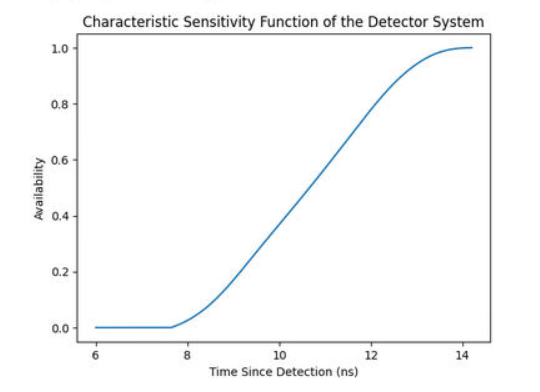 Characteristic Sensitivity Function of the Detector System
1.0
0.8
0.6
0.4
0.2
0.0
Availability
6 8 10 12 14
Time Since Detection (ns)